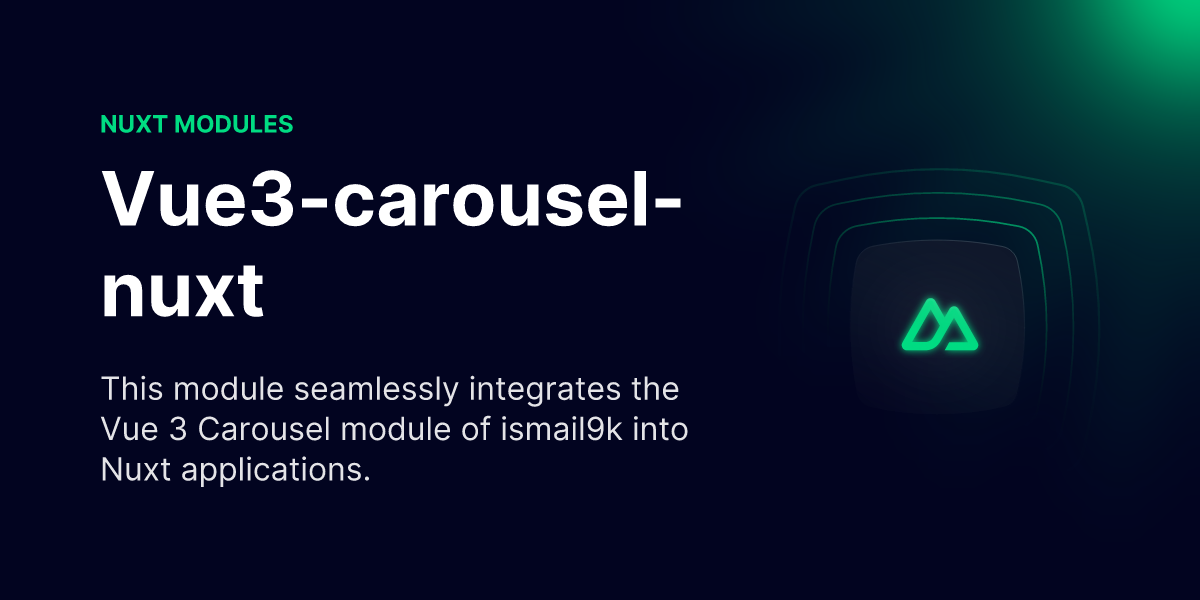 NUXT MODULES
Vue3-carousel-
nuxt
This module seamlessly integrates the
Vue 3 Carousel module of ismail9k into
Nuxt applications.